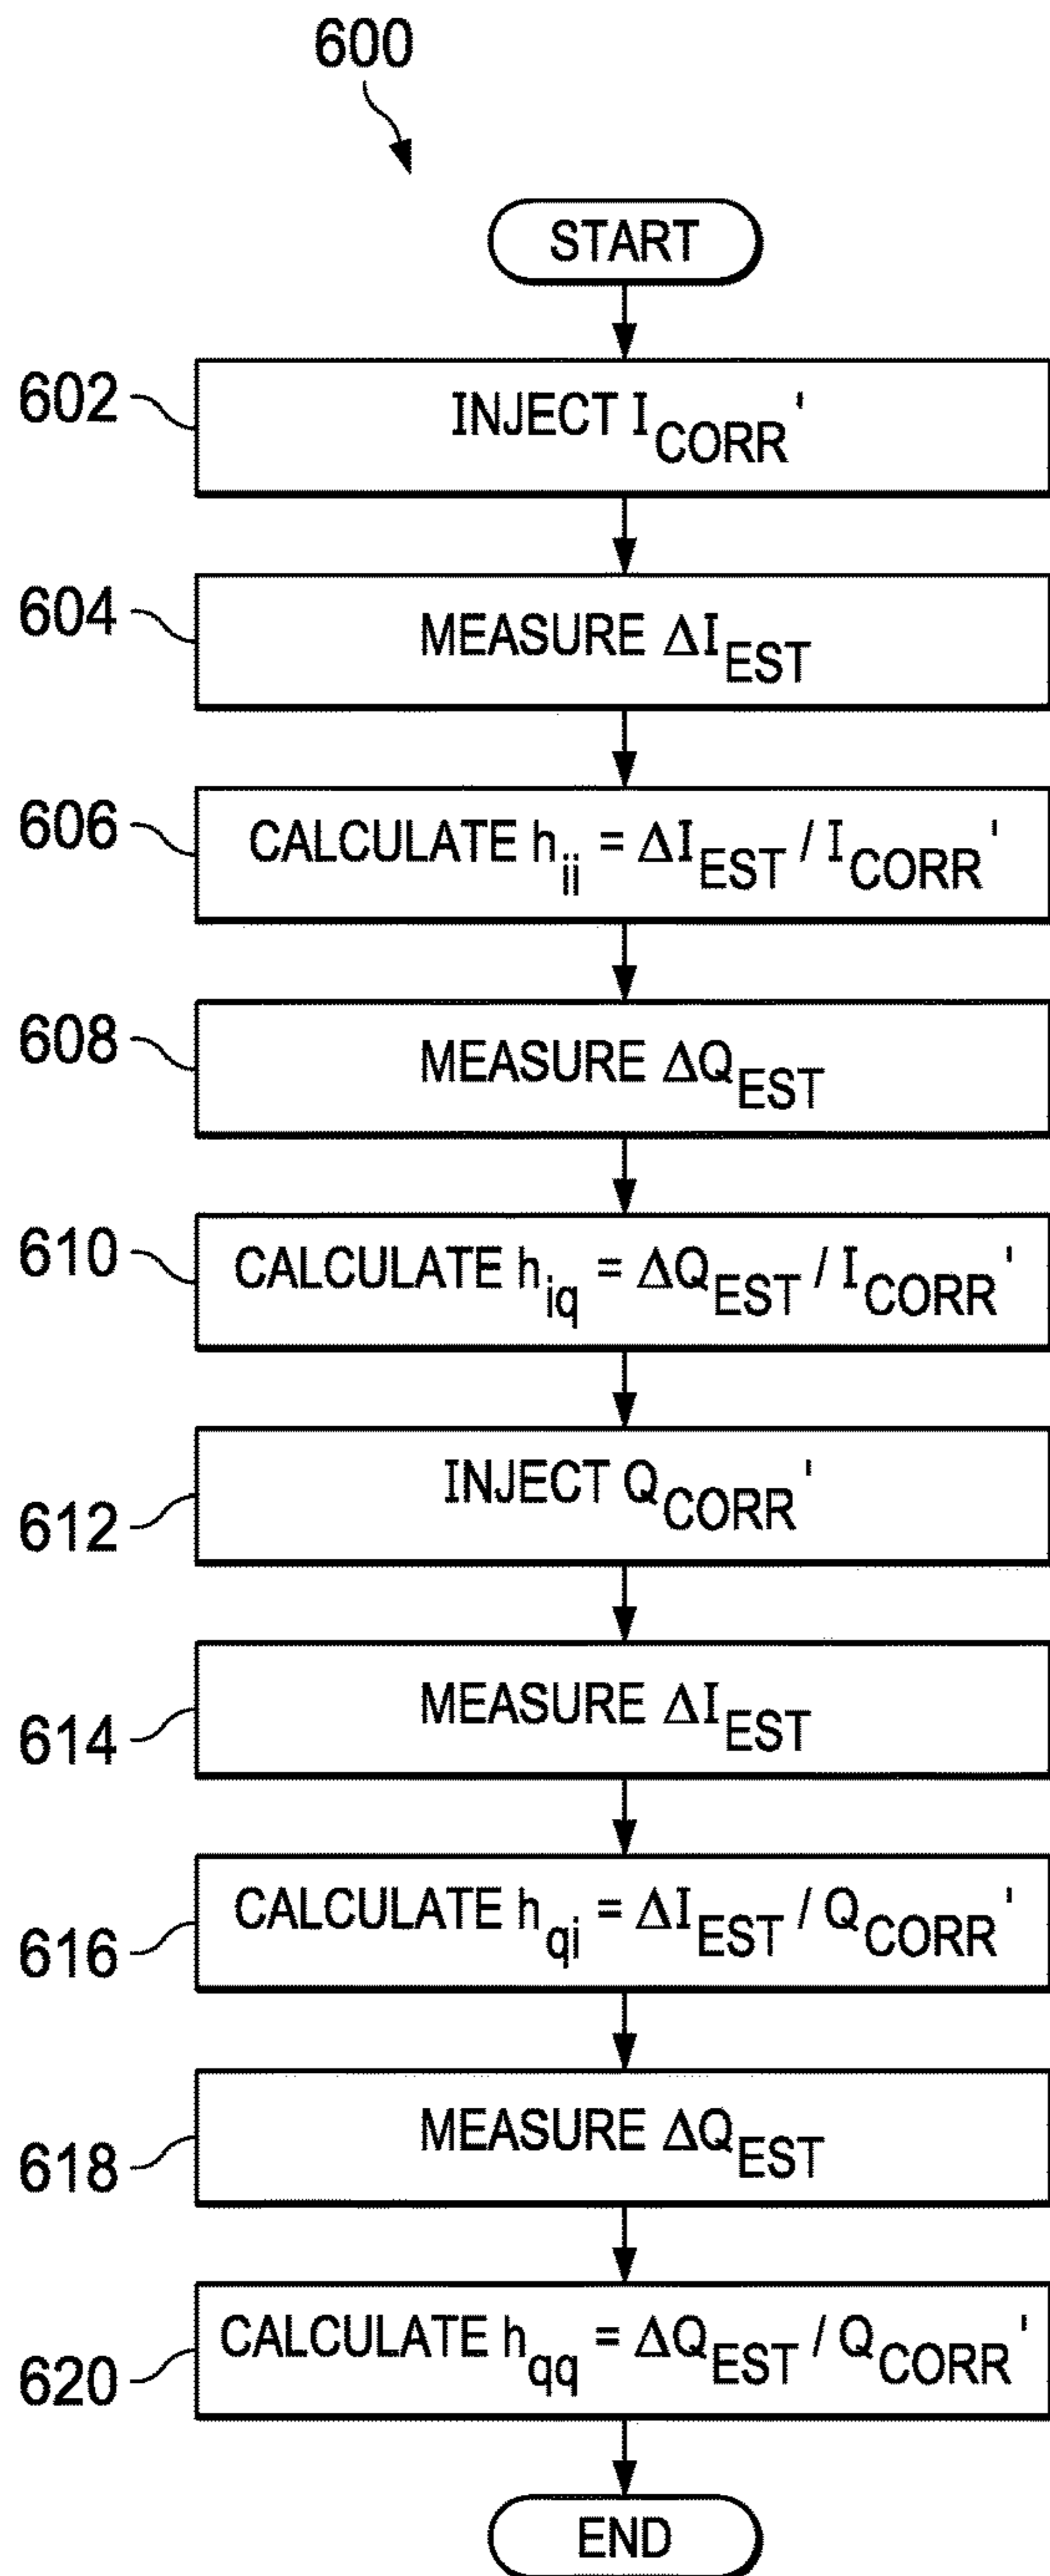 600
START
602
INJECT I_CORR'
604
MEASURE ΔI_EST
606
CALCULATE h_ii = ΔI_EST / I_CORR'
608
MEASURE ΔQ_EST
610
CALCULATE h_iq = ΔQ_EST / I_CORR'
612
INJECT Q_CORR'
614
MEASURE ΔI_EST
616
CALCULATE h_qi = ΔI_EST / Q_CORR'
618
MEASURE ΔQ_EST
620
CALCULATE h_qq = ΔQ_EST / Q_CORR'
END